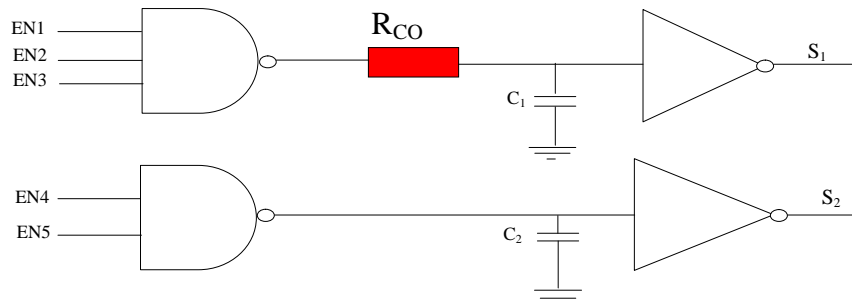 EN1
R_CO
S_1
EN2
EN3
C_1
EN4
S_2
EN5
C_2